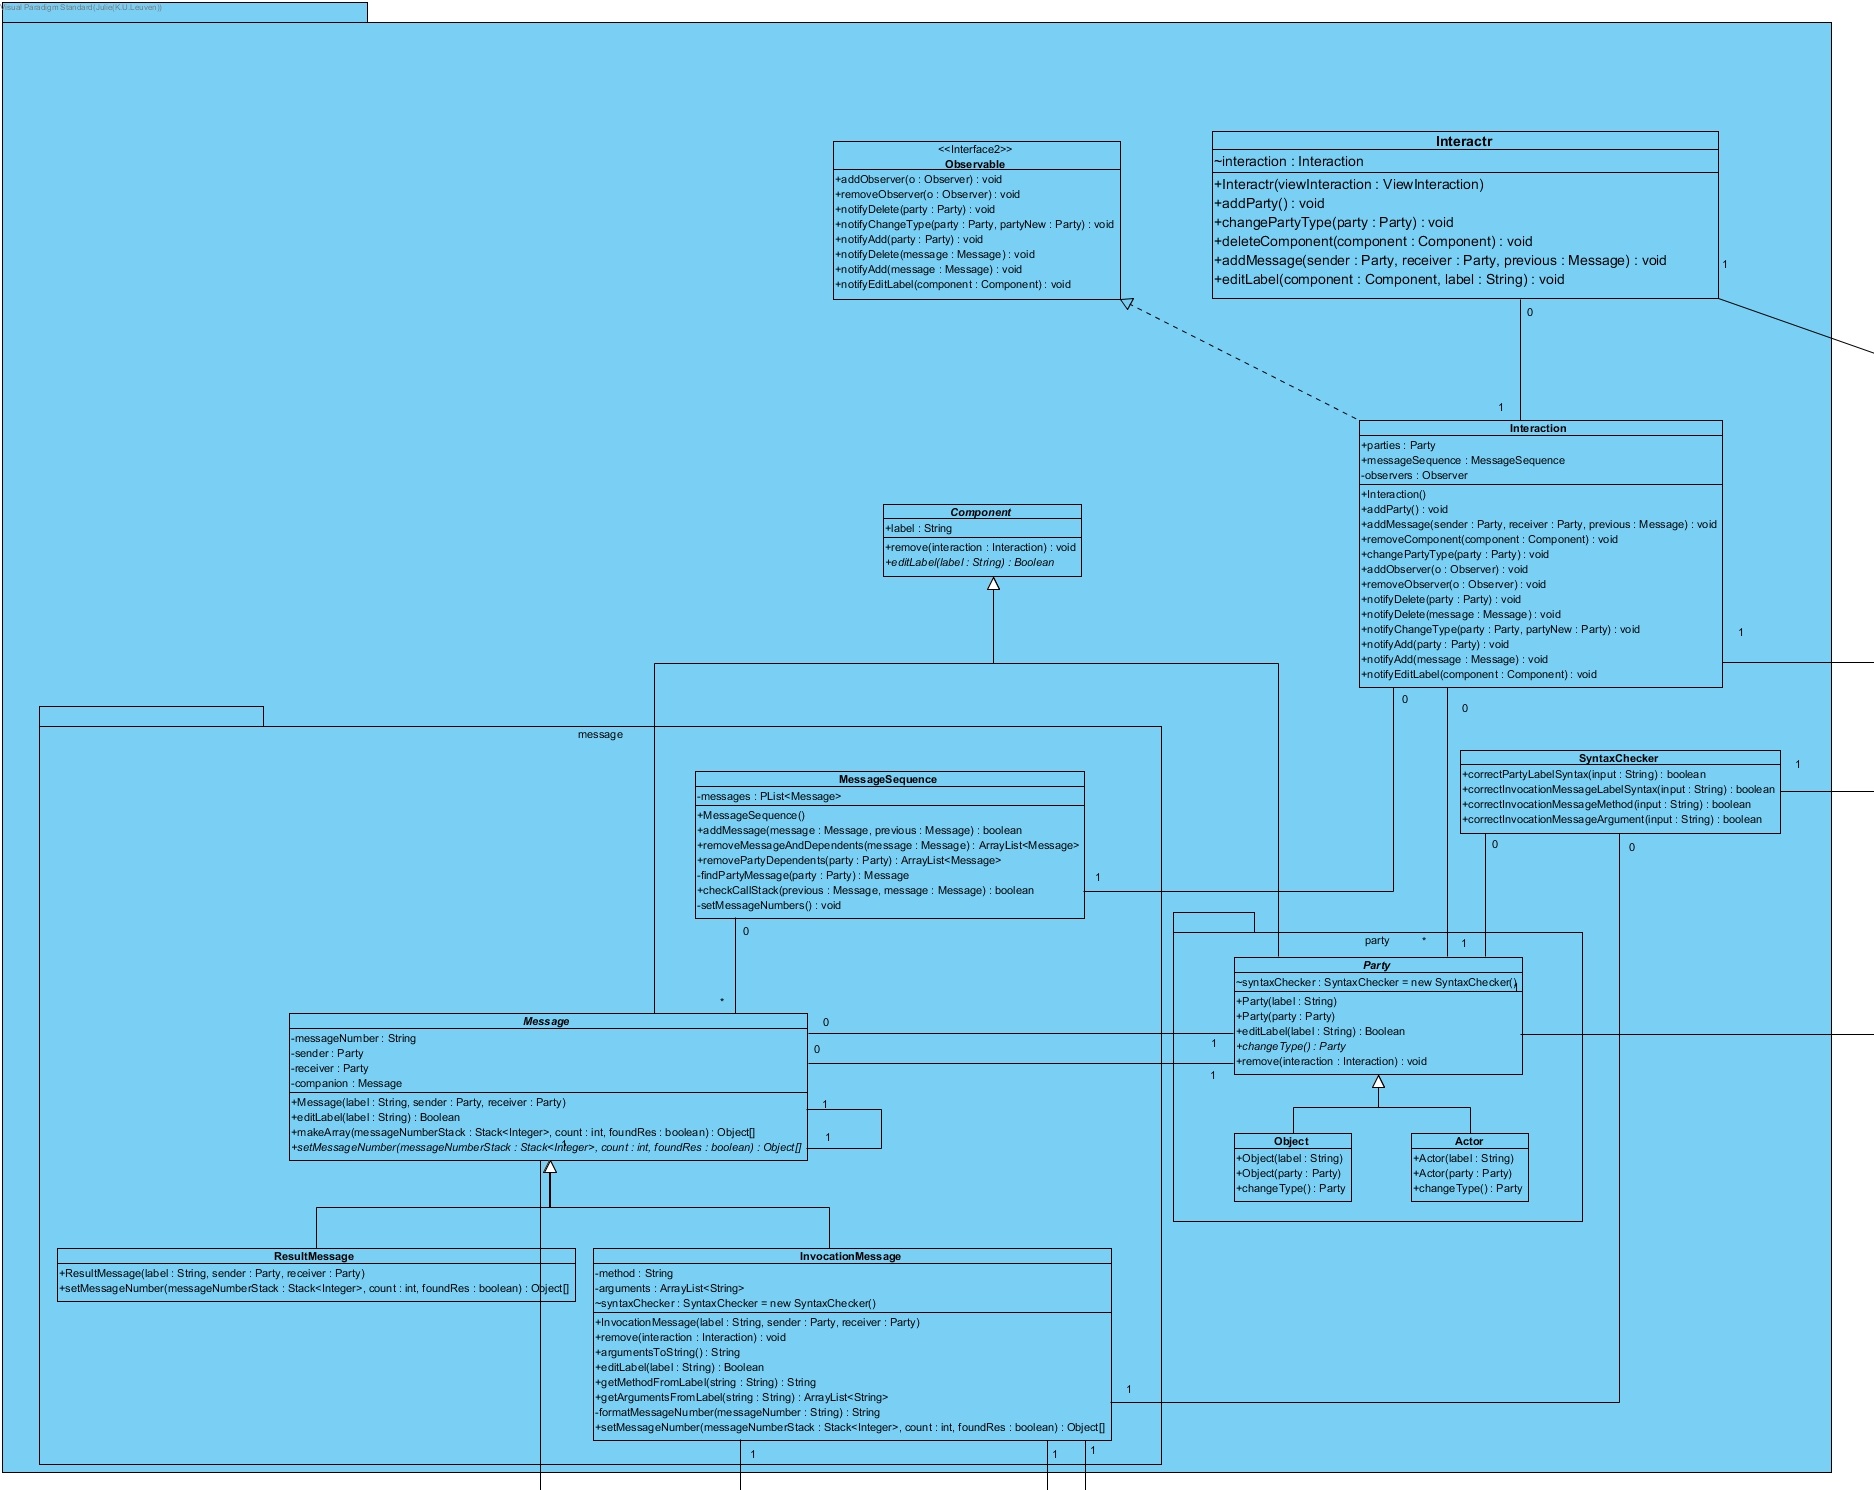 Visual Paradigm Standard(Julie(K.U.Leuven))
<<Interface2>>
Observable
+addObserver(o : Observer) : void
+removeObserver(o : Observer) : void
+notifyDelete(party : Party) : void
+notifyChangeType(party : Party, partyNew : Party) : void
+notifyAdd(party : Party) : void
+notifyDelete(message : Message) : void
+notifyAdd(message : Message) : void
+notifyEditLabel(component : Component) : void
Interactr
~interaction : Interaction
+Interactr(viewInteraction : ViewInteraction)
+addParty() : void
+changePartyType(party : Party) : void
+deleteComponent(component : Component) : void
+addMessage(sender : Party, receiver : Party, previous : Message) : void
+editLabel(component : Component, label : String) : void
1
0
1
Interaction
+parties : Party
+messageSequence : MessageSequence
-observers : Observer
+Interaction()
+addParty() : void
+addMessage(sender : Party, receiver : Party, previous : Message) : void
+removeComponent(component : Component) : void
+changePartyType(party : Party) : void
+addObserver(o : Observer) : void
+removeObserver(o : Observer) : void
+notifyDelete(party : Party) : void
+notifyDelete(message : Message) : void
+notifyChangeType(party : Party, partyNew : Party) : void
+notifyAdd(party : Party) : void
+notifyAdd(message : Message) : void
+notifyEditLabel(component : Component) : void
1
0
0
Component
+label : String
+remove(interaction : Interaction) : void
+editLabel(label : String) : Boolean
message
MessageSequence
-messages : PList<Message>
+MessageSequence()
+addMessage(message : Message, previous : Message) : boolean
+removeMessageAndDependents(message : Message) : ArrayList<Message>
+removePartyDependents(party : Party) : ArrayList<Message>
-findPartyMessage(party : Party) : Message
+checkCallStack(previous : Message, message : Message) : boolean
-setMessageNumbers() : void
1
0
*
SyntaxChecker
+correctPartyLabelSyntax(input : String) : boolean
+correctInvocationMessageLabelSyntax(input : String) : boolean
+correctInvocationMessageMethod(input : String) : boolean
+correctInvocationMessageArgument(input : String) : boolean
1
0
0
party
*
1
Party
~syntaxChecker : SyntaxChecker = new SyntaxChecker()
1
+Party(label : String)
+Party(party : Party)
+editLabel(label : String) : Boolean
+changeType() : Party
+remove(interaction : Interaction) : void
Message
-messageNumber : String
-sender : Party
-receiver : Party
-companion : Message
+Message(label : String, sender : Party, receiver : Party)
+editLabel(label : String) : Boolean
+makeArray(messageNumberStack : Stack<Integer>, count : int, foundRes : boolean) : Object[]
+setMessageNumber(messageNumberStack : Stack<Integer>, count : int, foundRes : boolean) : Object[]
1
0
1
0
1
1
1
Object
+Object(label : String)
+Object(party : Party)
+changeType() : Party
Actor
+Actor(label : String)
+Actor(party : Party)
+changeType() : Party
ResultMessage
+ResultMessage(label : String, sender : Party, receiver : Party)
+setMessageNumber(messageNumberStack : Stack<Integer>, count : int, foundRes : boolean) : Object[]
InvocationMessage
-method : String
-arguments : ArrayList<String>
~syntaxChecker : SyntaxChecker = new SyntaxChecker()
+InvocationMessage(label : String, sender : Party, receiver : Party)
+remove(interaction : Interaction) : void
+argumentsToString() : String
+editLabel(label : String) : Boolean
+getMethodFromLabel(string : String) : String
+getArgumentsFromLabel(string : String) : ArrayList<String>
-formatMessageNumber(messageNumber : String) : String
+setMessageNumber(messageNumberStack : Stack<Integer>, count : int, foundRes : boolean) : Object[]
1
1
1
1